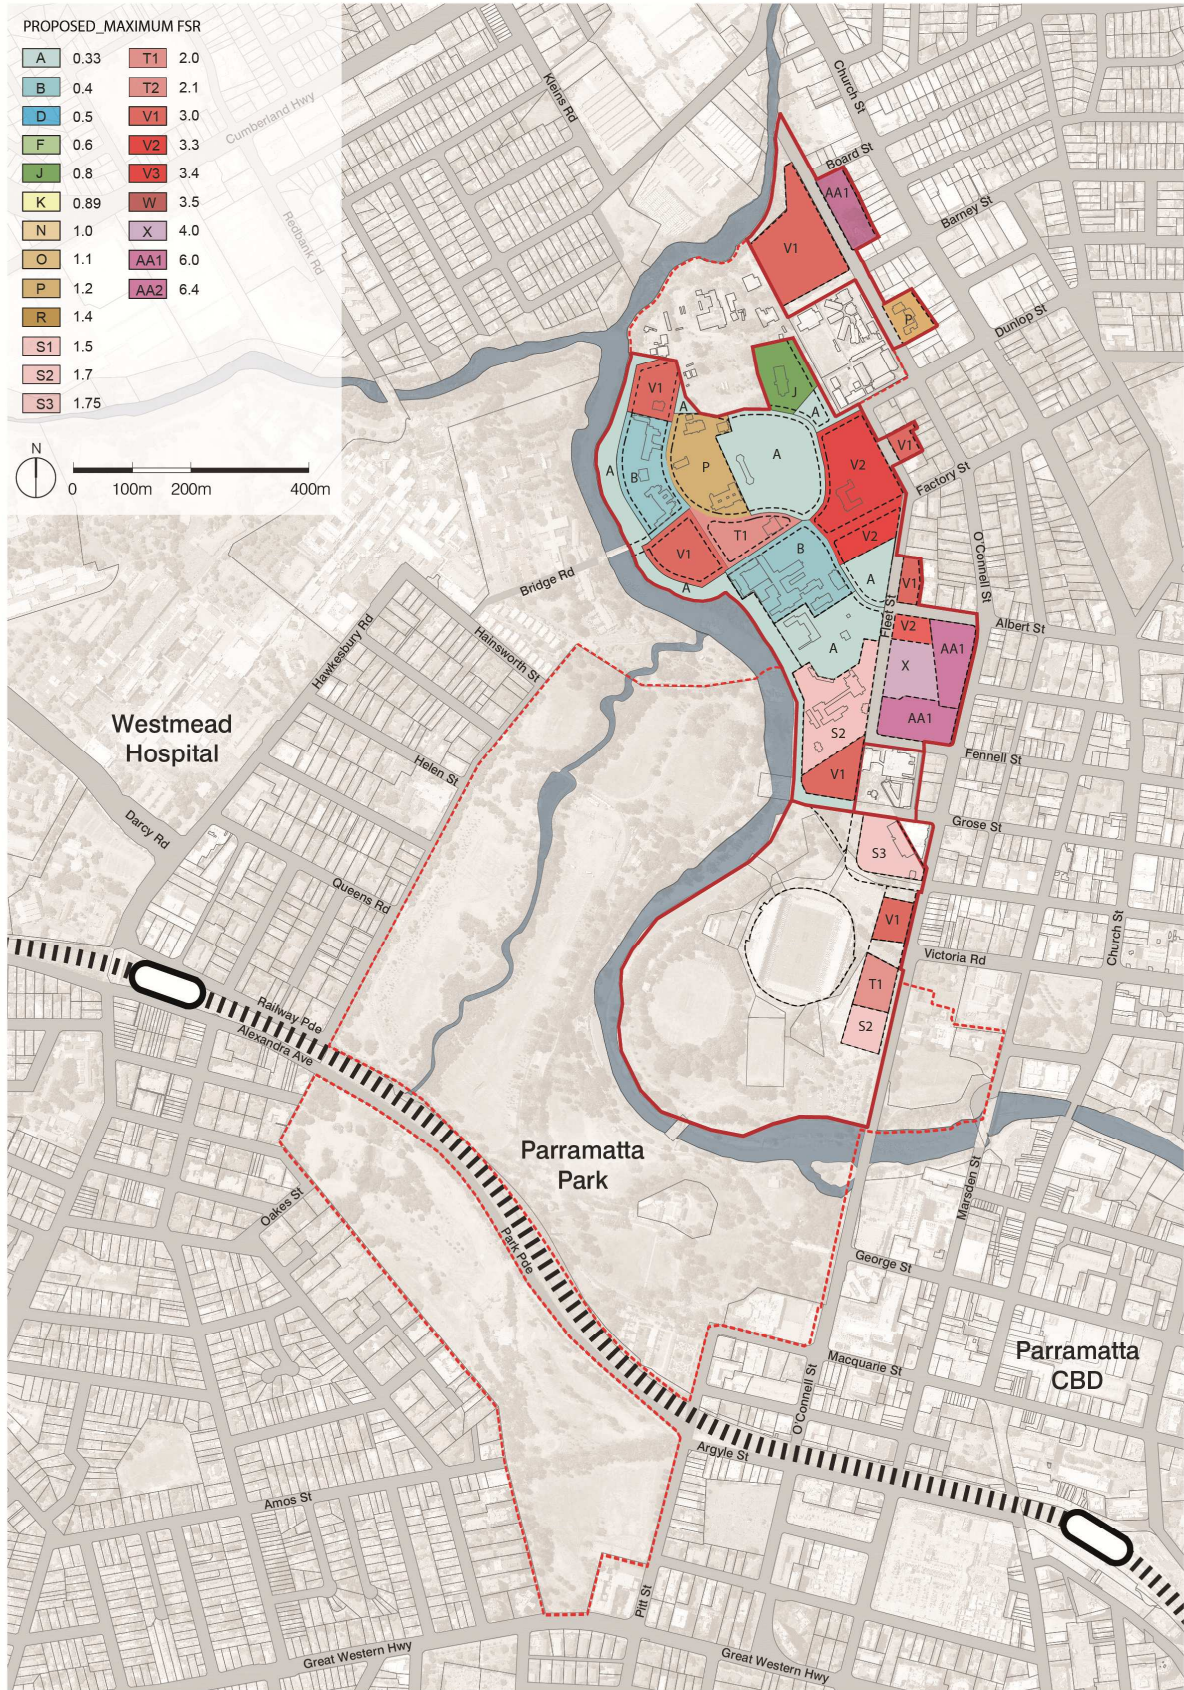 PROPOSED_MAXIMUM FSR
A 0.33 T1 2.0
B 0.4 T2 2.1
D 0.5 V1 3.0
F 0.6 V2 3.3
J 0.8 V3 3.4
K 0.89 W 3.5
N 1.0 X 4.0
O 1.1 AA1 6.0
P 1.2 AA2 6.4
R 1.4
S1 1.5
S2 1.7
S3 1.75
N
0 100m 200m 400m
Cumberland Hwy
Redbank Rd
Kleins Rd
Church St
Board St
Barney St
Dunlop St
AA1
V1
P
J
A
V1
A
A
B
P
A
V2
V1
Factory St
V2
T1
V1
B
A
A
V1
O'Connell St
Bridge Rd
Fleet St
Albert St
V2
AA1
X
AA1
A
S2
V1
Hawkesbury Rd
Hainsworth St
Westmead
Hospital
Helen St
Fennell St
Darcy Rd
Grose St
S3
Queens Rd
V1
Victoria Rd
Church St
T1
S2
Railway Pde
Alexandra Ave
Parramatta
Park
Marsden St
Oakes St
Park Pde
George St
Macquarie St
Parramatta
CBD
O'Connell St
Argyle St
Amos St
Pitt St
Great Western Hwy
Great Western Hwy